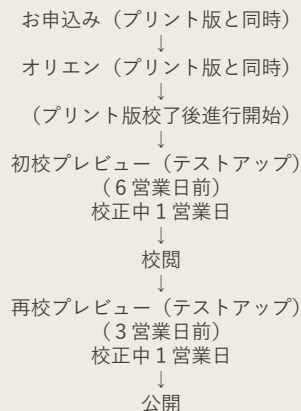 お申込み（プリント版と同時）
↓
オリエン（プリント版と同時）
↓
（プリント版校了後進行開始）
↓
初校プレビュー（テストアップ）
（6営業日前）
校正中1営業日
↓
校閲
↓
再校プレビュー（テストアップ）
（3営業日前）
校正中1営業日
↓
公開